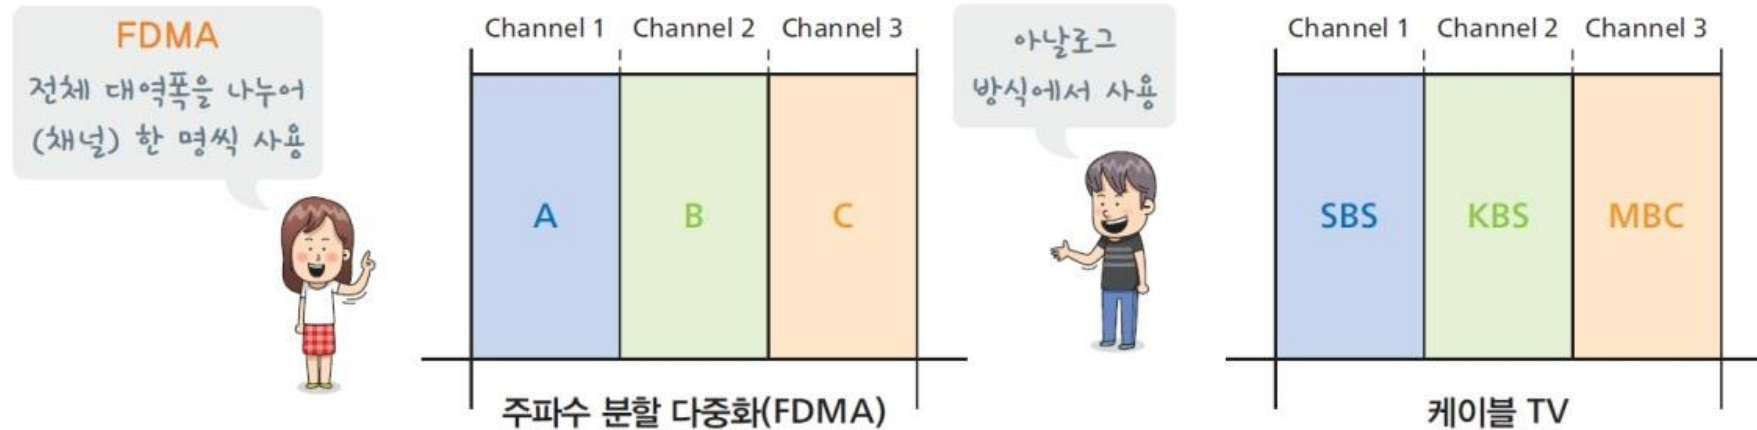 FDMA
전체 대역폭을 나누어
(채널) 한 명씩 사용
Channel 1 Channel 2 Channel 3
A B C
주파수 분할 다중화(FDMA)
아날로그
방식에서 사용
Channel 1 Channel 2 Channel 3
SBS KBS MBC
케이블 TV